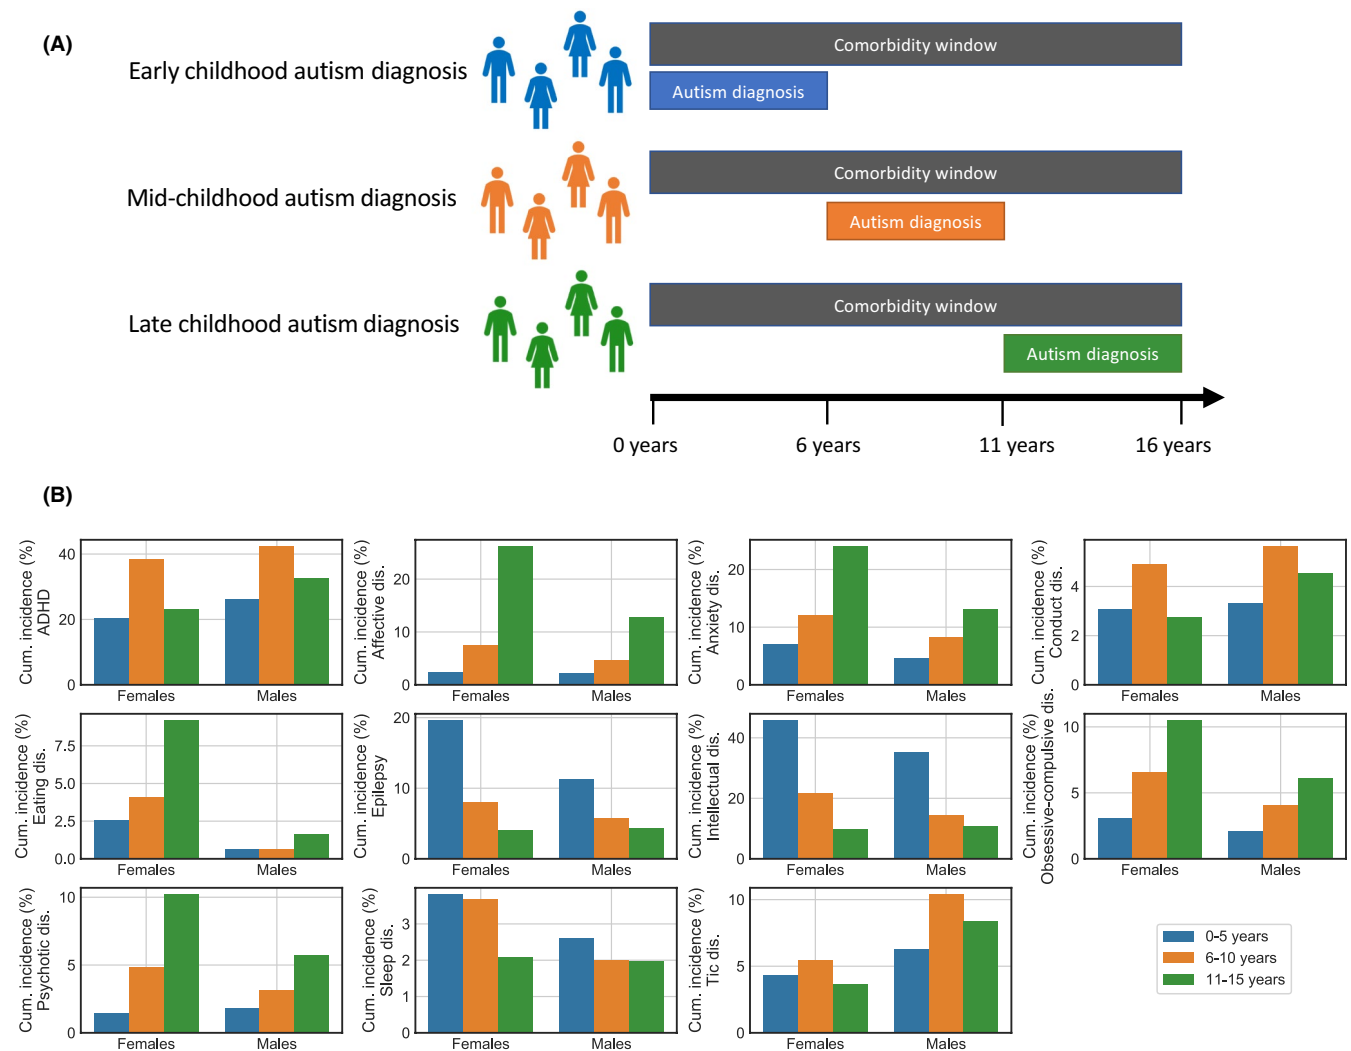 (A)
Early childhood autism diagnosis
Comorbidity window
Autism diagnosis
Mid-childhood autism diagnosis
Comorbidity window
Autism diagnosis
Late childhood autism diagnosis
Comorbidity window
Autism diagnosis
0 years
6 years
11 years
16 years
(B)
Cum. incidence (%)
ADHD
40
20
0
Females
Males
Cum. incidence (%)
Affective dis.
20
10
0
Females
Males
Cum. incidence (%)
Anxiety dis.
20
10
0
Females
Males
Cum. incidence (%)
Conduct dis.
4
2
0
Females
Males
Cum. incidence (%)
Eating dis.
7.5
5.0
2.5
0.0
Females
Males
Cum. incidence (%)
Epilepsy
20
10
0
Females
Males
Cum. incidence (%)
Intellectual dis.
40
20
0
Females
Males
Cum. incidence (%)
Obsessive-compulsive dis.
10
5
0
Females
Males
Cum. incidence (%)
Psychotic dis.
10
5
0
Females
Males
Cum. incidence (%)
Sleep dis.
3
2
1
0
Females
Males
Cum. incidence (%)
Tic dis.
10
5
0
Females
Males
0-5 years
6-10 years
11-15 years